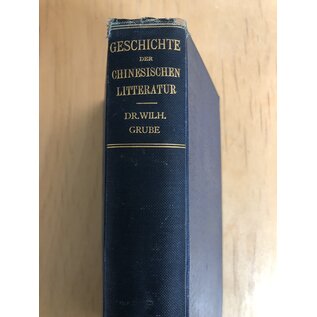 GESCHICHTE
DER
CHINESISCHEN
LITTERATUR
DR. WILH.
GRUBE